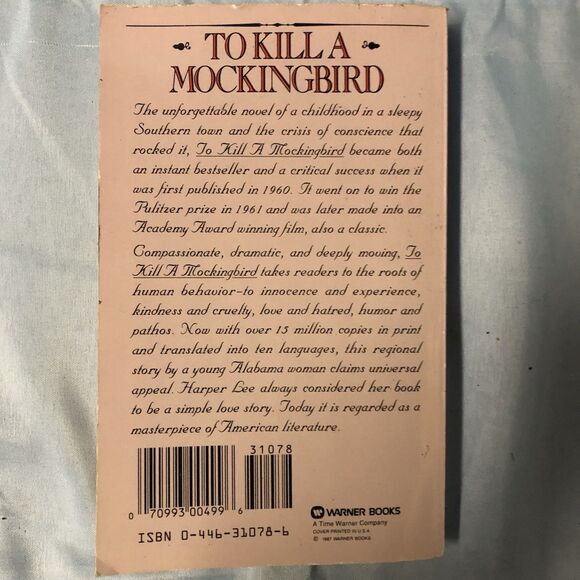 TO KILL A
MOCKINGBIRD
The unforgettable novel of a childhood in a sleepy
Southern town and the crisis of conscience that
rocked it, To Kill A Mockingbird became both
an instant bestseller and a critical success when it
was first published in 1960. It went on to win the
Pulitzer prize in 1961 and was later made into an
Academy Award winning film, also a classic.
Compassionate, dramatic, and deeply moving, To
Kill A Mockingbird takes readers to the roots of
human behavior-to innocence and experience,
kindness and cruelty, love and hatred, humor and
pathos. Now with over 15 million copies in print
and translated into ten languages, this regional
story by a young Alabama woman claims universal
appeal. Harper Lee always considered her book
to be a simple love story. Today it is regarded as a
masterpiece of American literature.
31078
0 70993 00499 6
ISBN 0-446-31078-6
WARNER BOOKS
A Time Warner Company
COVER PRINTED IN U.S.A.
© 1987 WARNER BOOKS